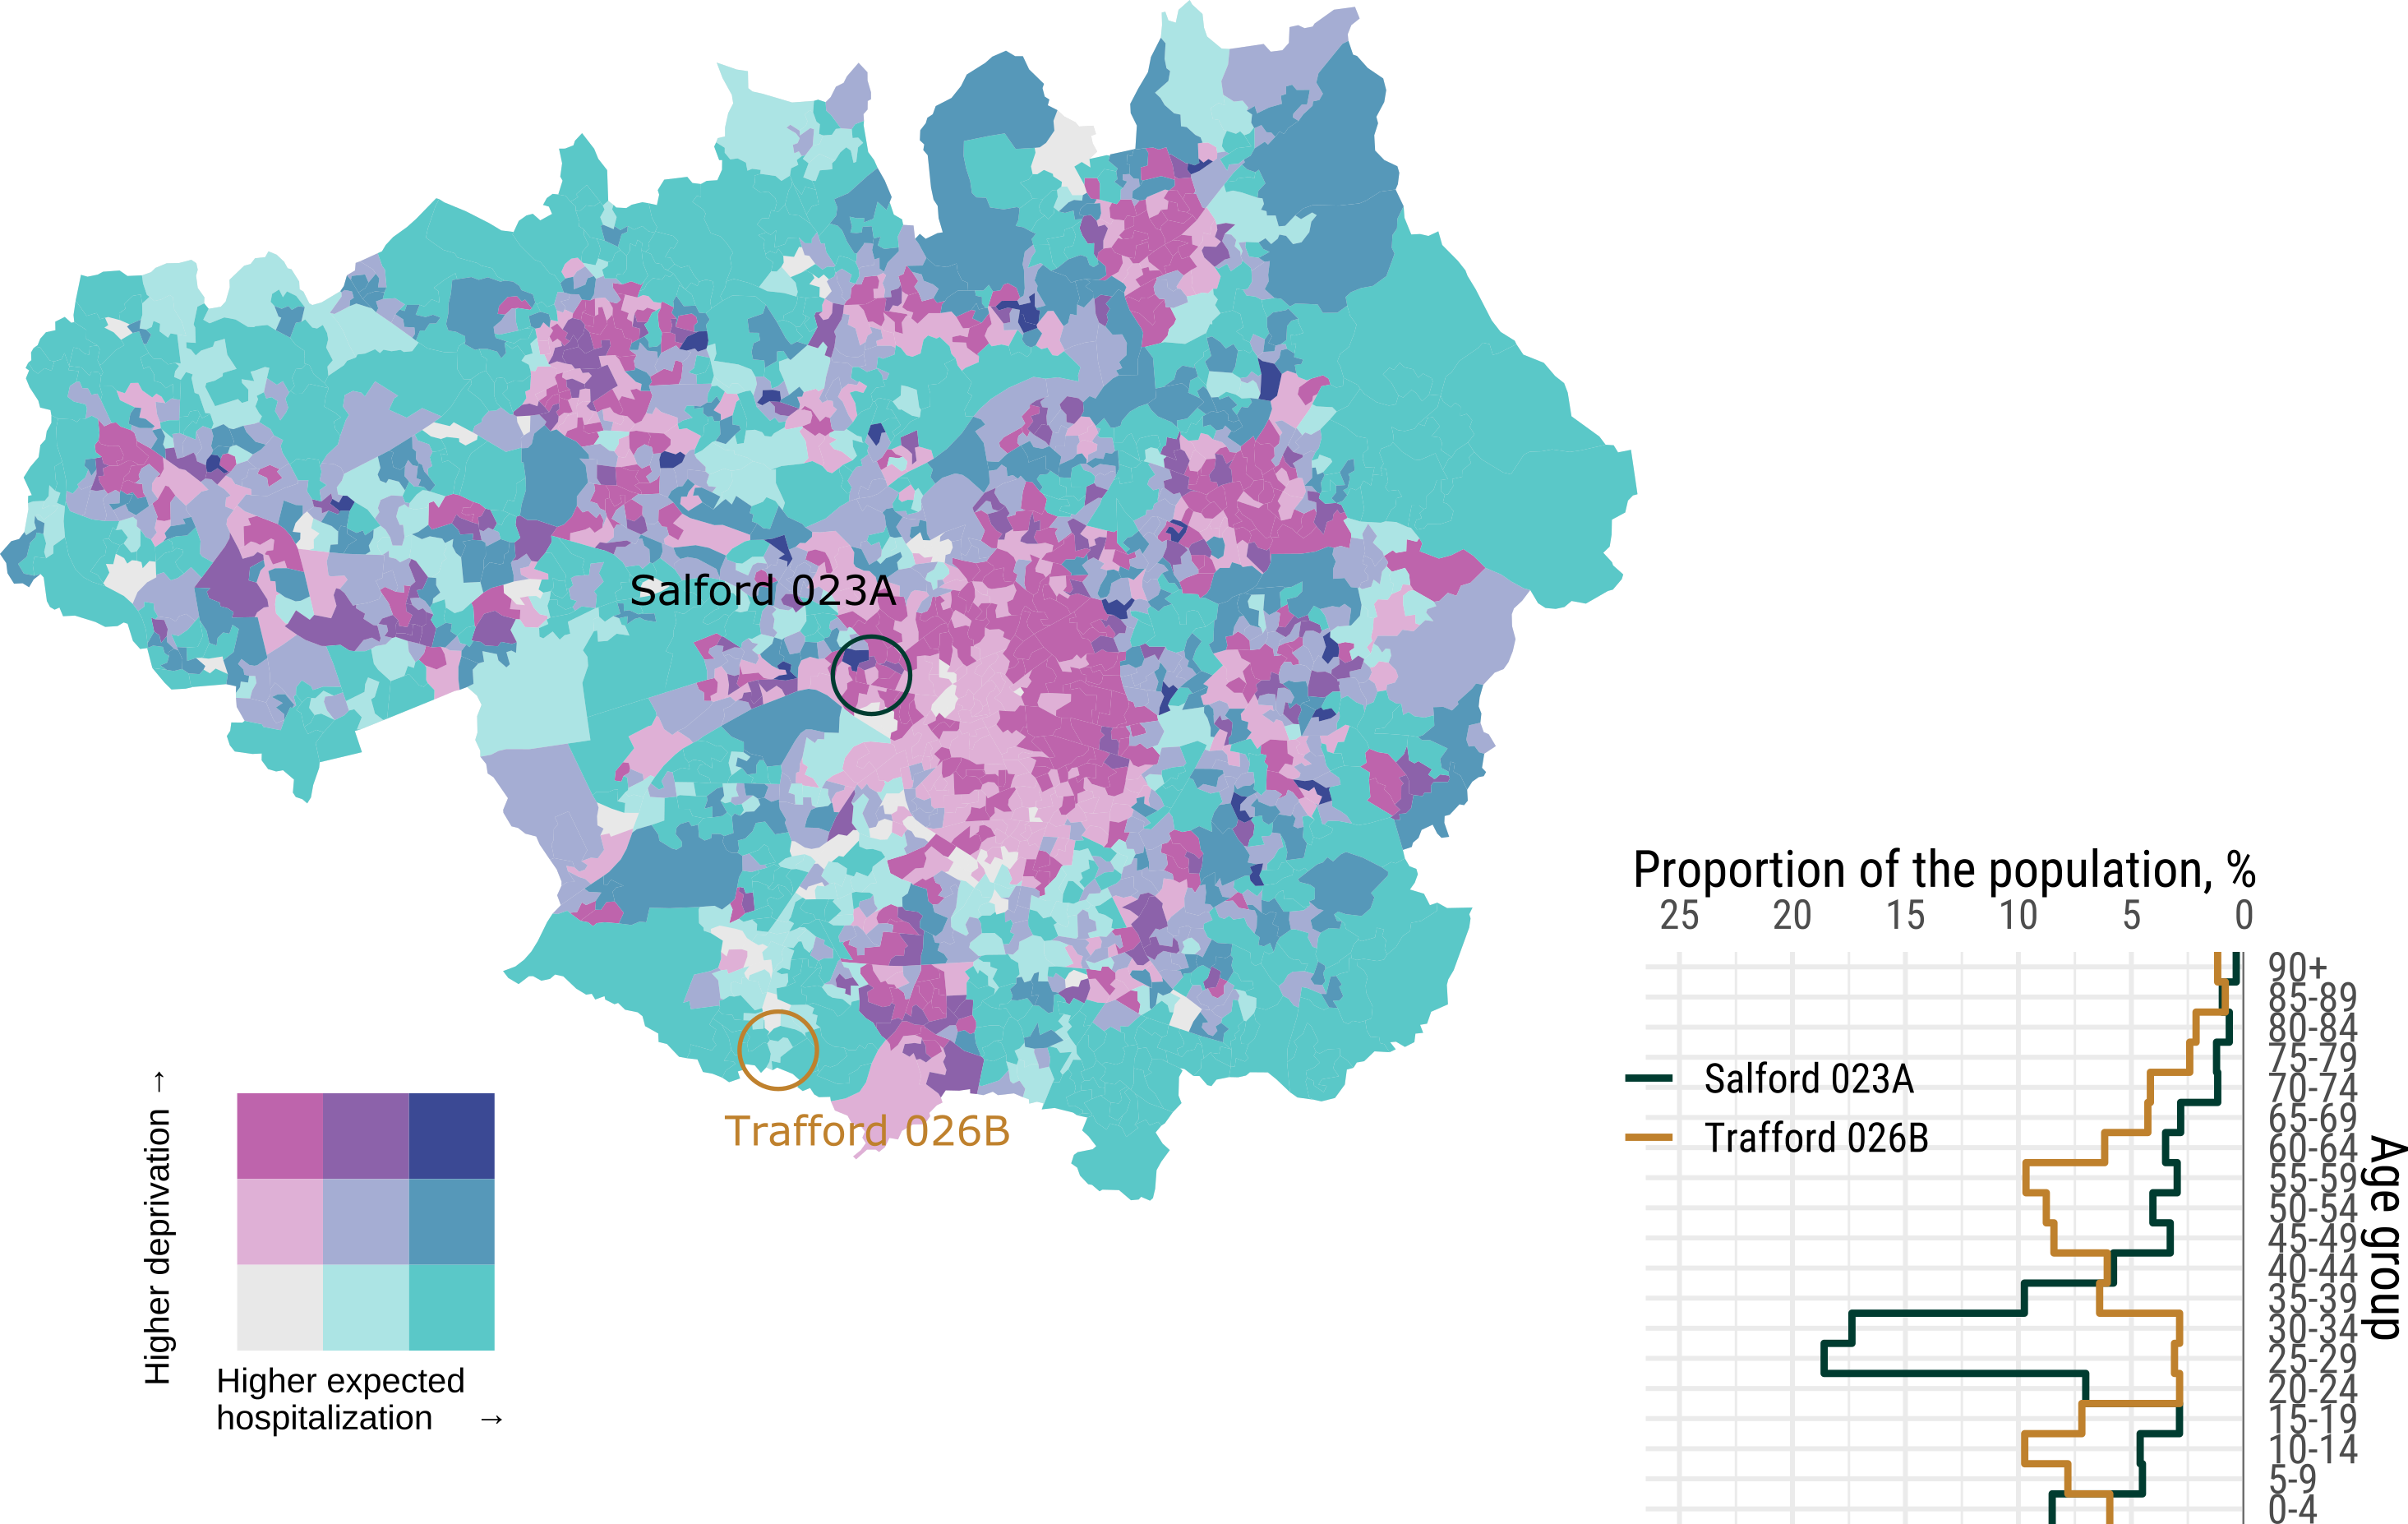 Salford 023A
Trafford 026B
Higher deprivation →
Higher expected
hospitalization →
Proportion of the population, %
25 20 15 10 5 0
90+
85-89
80-84
75-79
70-74
65-69
60-64
55-59
50-54
45-49
40-44
35-39
30-34
25-29
20-24
15-19
10-14
5-9
0-4
Age group
Salford 023A
Trafford 026B